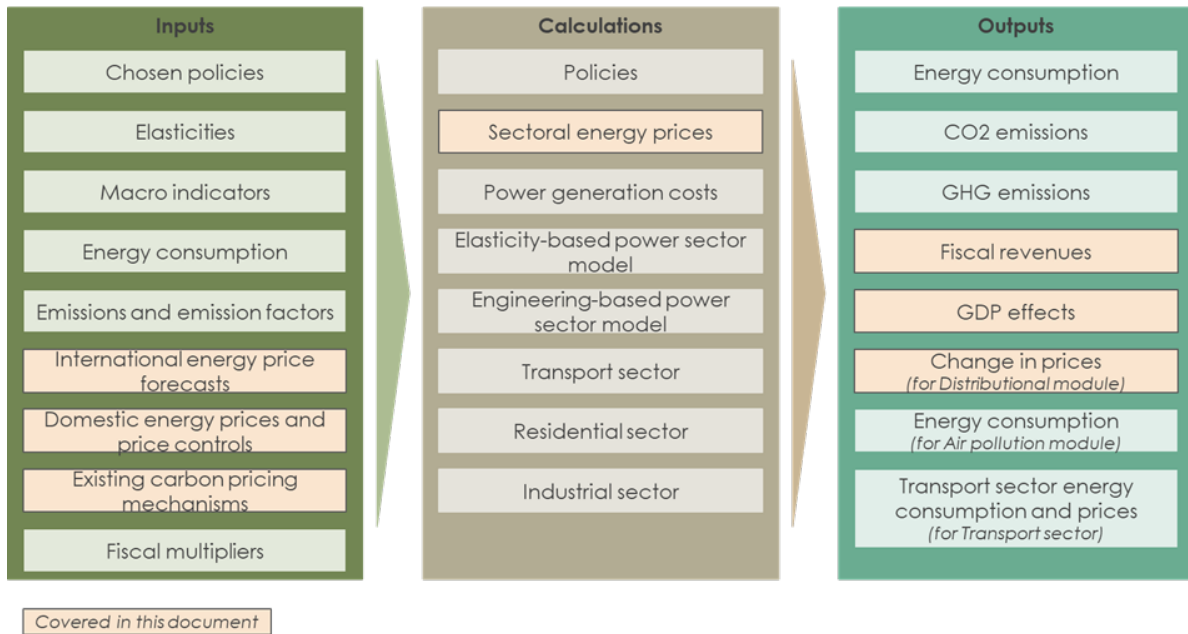 Inputs
Chosen policies
Elasticities
Macro indicators
Energy consumption
Emissions and emission factors
International energy price
forecasts
Domestic energy prices and
price controls
Existing carbon pricing
mechanisms
Fiscal multipliers
Calculations
Policies
Sectoral energy prices
Power generation costs
Elasticity-based power sector
model
Engineering-based power
sector model
Transport sector
Residential sector
Industrial sector
Outputs
Energy consumption
CO2 emissions
GHG emissions
Fiscal revenues
GDP effects
Change in prices
(for Distributional module)
Energy consumption
(for Air pollution module)
Transport sector energy
consumption and prices
(for Transport sector)
Covered in this document